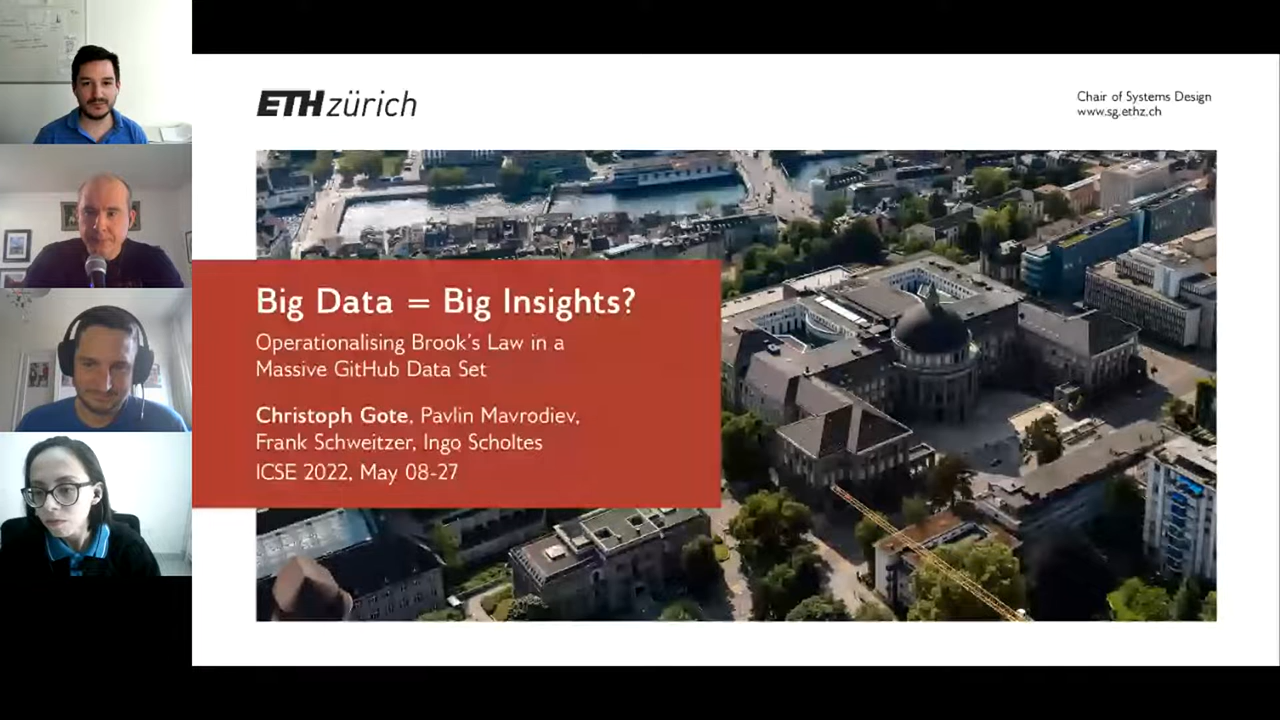 ETH zürich
Chair of Systems Design
www.sg.ethz.ch
Big Data = Big Insights?
Operationalising Brook's Law in a
Massive GitHub Data Set
Christoph Gote, Pavlin Mavrodiev,
Frank Schweitzer, Ingo Scholtes
ICSE 2022, May 08-27